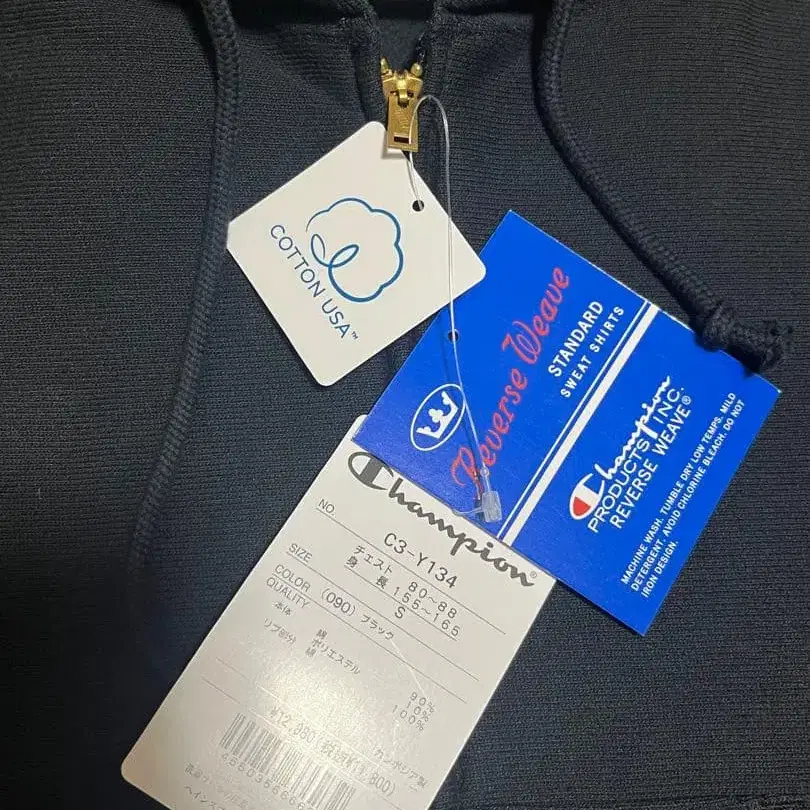 COTTON USA™
Reverse Weave
STANDARD
SWEAT SHIRTS
Champion
PRODUCTS, INC.
REVERSE WEAVE®
MACHINE WASH. TUMBLE DRY LOW TEMPS. MILD
DETERGENT. AVOID CHLORINE BLEACH. DO NOT
IRON DESIGN.
Champion®
NO. C3-Y134
SIZE チェスト 80~88
身長 155~165
S
COLOR (090) ブラック
QUALITY
本体 綿 90%
ポリエステル 10%
リブ部分 綿 100%
カンボジア製